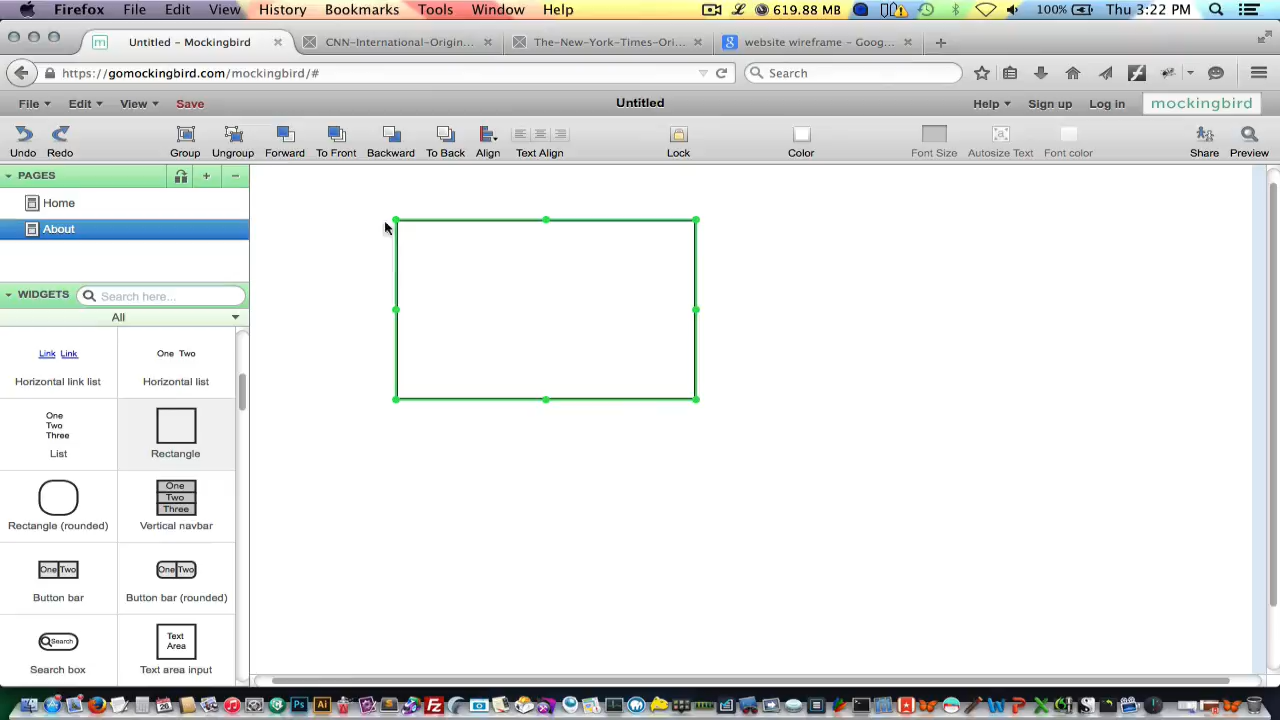 Firefox File Edit View History Bookmarks Tools Window Help 619.88 MB 100% Thu 3:22 PM
Untitled – Mockingbird CNN-International-Origin... The-New-York-Times-Ori... website wireframe – Goog...
https://gomockingbird.com/mockingbird/# Search
File Edit View Save Untitled Help Sign up Log in mockingbird
Undo Redo Group Ungroup Forward To Front Backward To Back Align Text Align Lock Color Font Size Autosize Text Font color Share Preview
PAGES
Home
About
WIDGETS Search here...
All
Link Link One Two
Horizontal link list Horizontal list
One
Two
Three
List Rectangle
One
Two
Three
Rectangle (rounded) Vertical navbar
One Two One Two
Button bar Button bar (rounded)
Search Text
Area
Search box Text area input